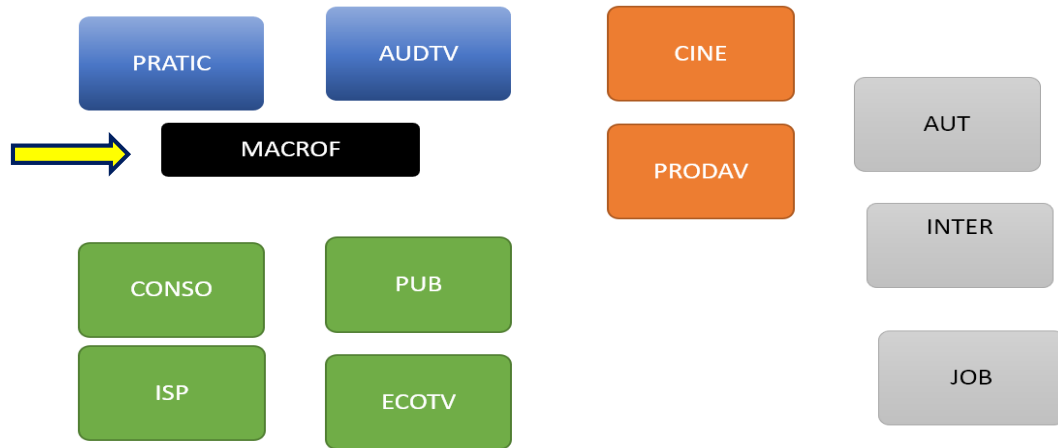 PRATIC
AUDTV
CINE
AUT
MACROF
PRODAV
INTER
CONSO
PUB
JOB
ISP
ECOTV